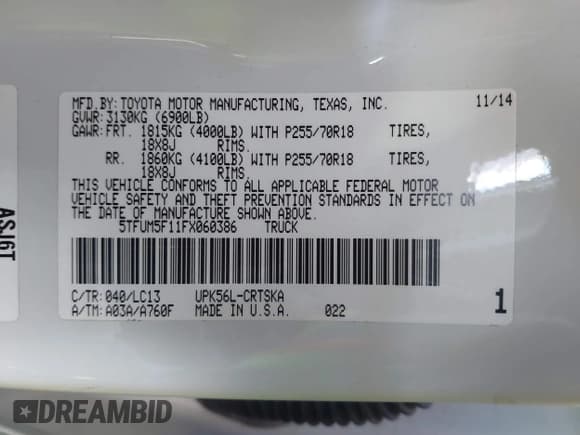 MFD.BY: TOYOTA MOTOR MANUFACTURING, TEXAS, INC. 11/14
GVWR: 3130KG (6900LB)
GAWR: FRT. 1815KG (4000LB) WITH P255/70R18 TIRES,
18X8J RIMS.
RR. 1860KG (4100LB) WITH P255/70R18 TIRES,
18X8J RIMS.
THIS VEHICLE CONFORMS TO ALL APPLICABLE FEDERAL MOTOR
VEHICLE SAFETY AND THEFT PREVENTION STANDARDS IN EFFECT ON
THE DATE OF MANUFACTURE SHOWN ABOVE.
5TFUM5F11FX060386 TRUCK
C/TR: 040/LC13 UPK56L-CRTSKA
A/TM: A03A/A760F MADE IN U.S.A. 022 1
DREAMBID